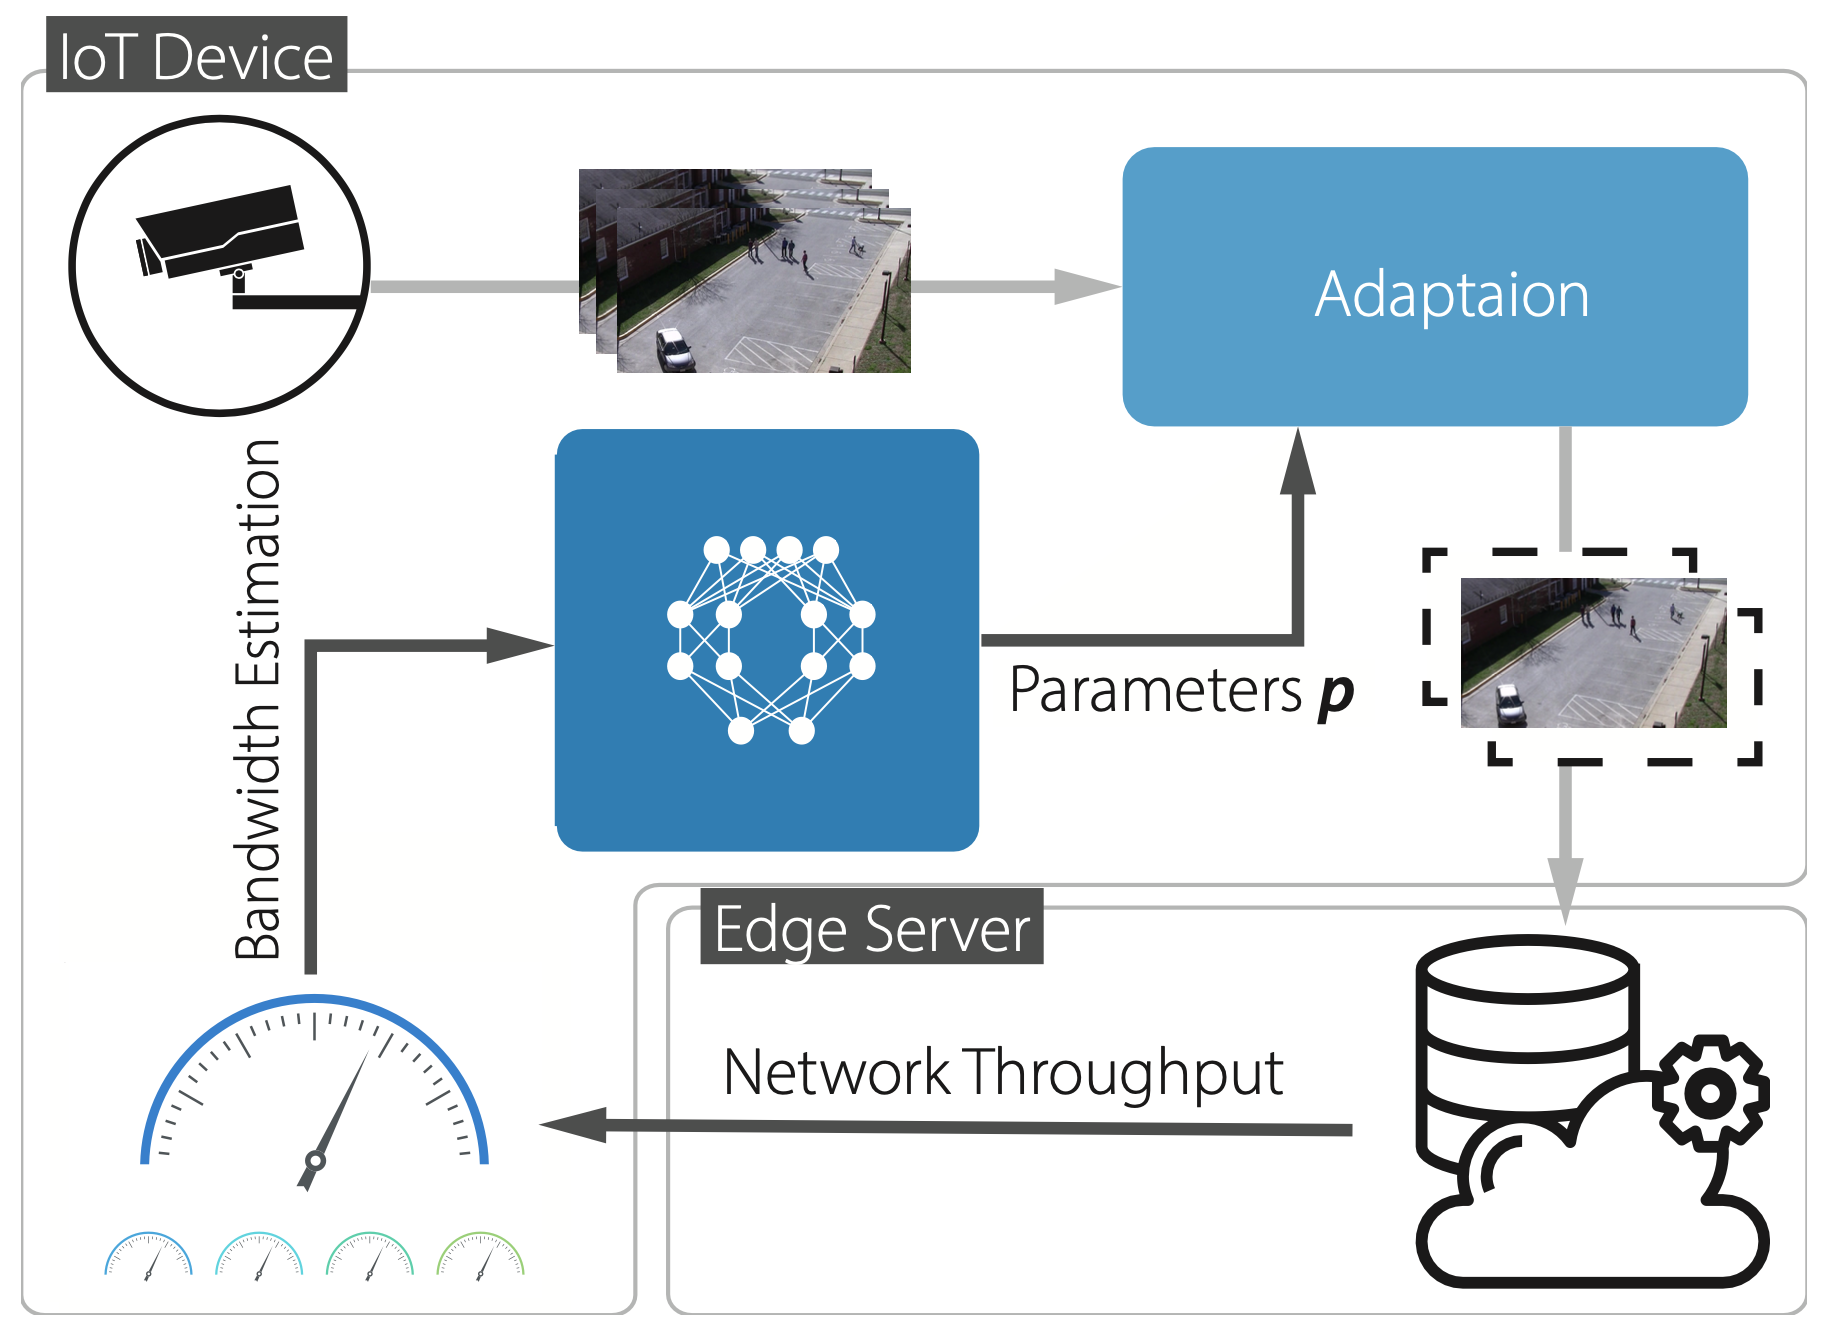 IoT Device
Adaptaion
Bandwidth Estimation
Parameters p
Edge Server
Network Throughput